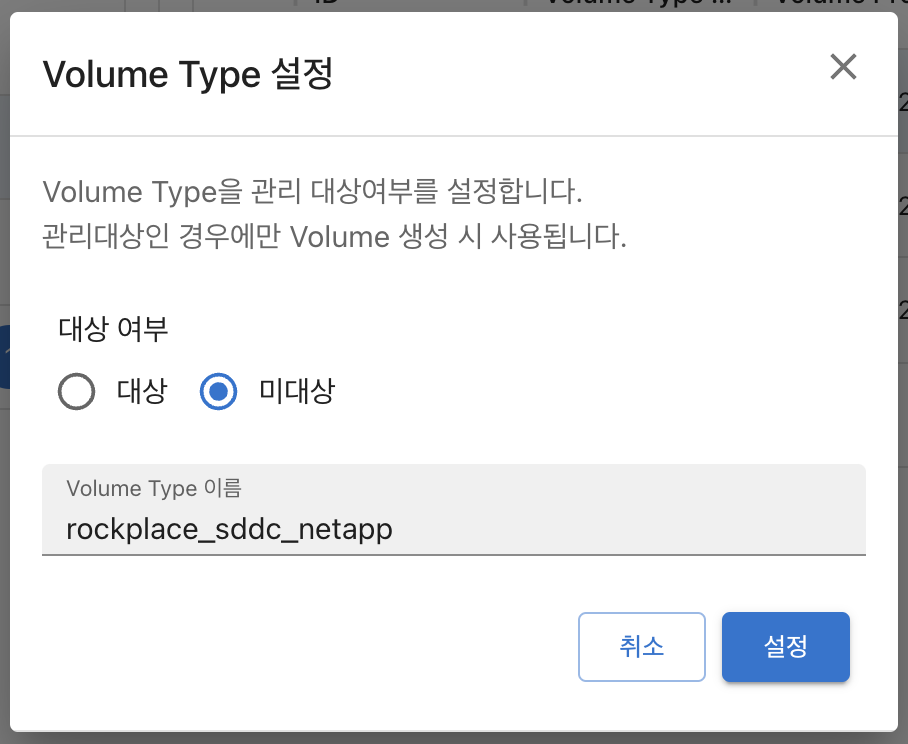 Volume Type 설정
Volume Type을 관리 대상여부를 설정합니다.
관리대상인 경우에만 Volume 생성 시 사용됩니다.
대상 여부
대상
미대상
Volume Type 이름
rockplace_sddc_netapp
취소
설정